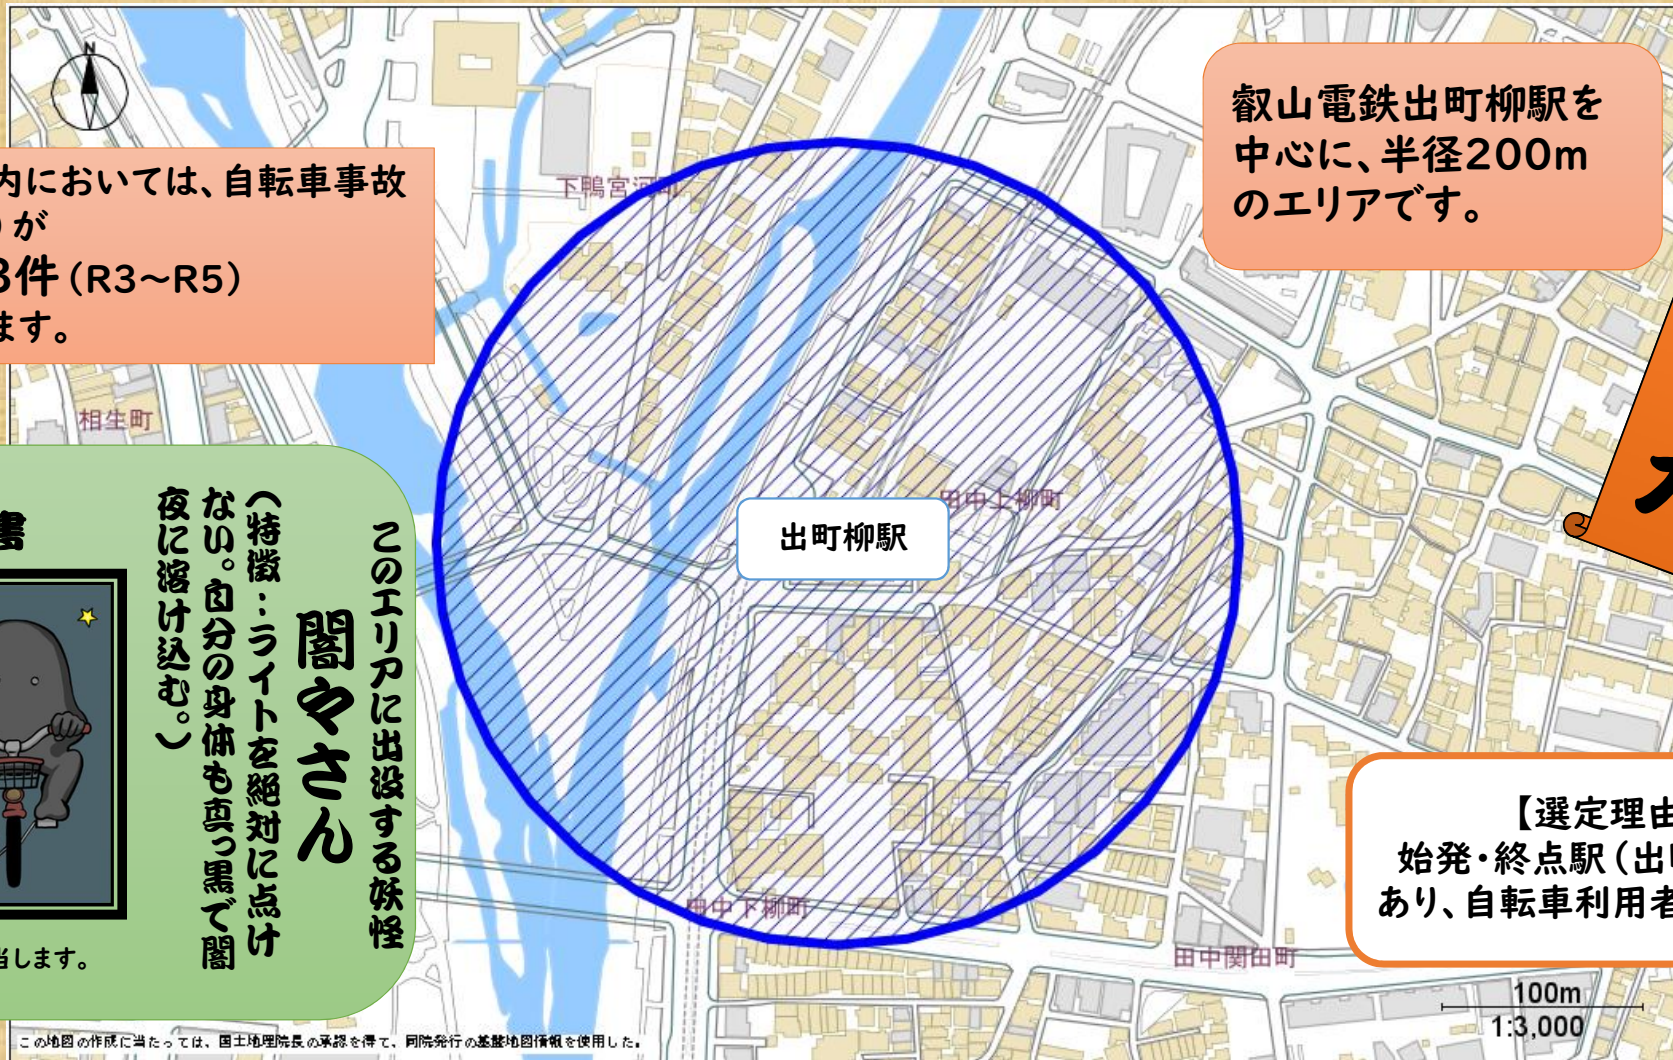 N
叡山電鉄出町柳駅を
中心に、半径200m
のエリアです。
内においては、自転車事故
が
3件(R3~R5)
ます。
下鴨宮河町
相生町
田中上柳町
出町柳駅
このエリアに出没する妖怪
闇やさん
(特徴:ライトを絶対に点け
ない。自分の身体も真っ黒で闇
夜に溶け込む。)
書
当します。
【選定理由
始発・終点駅(出
あり、自転車利用者
田中下柳町
田中関田町
100m
1:3,000
この地図の作成に当たっては、国土地理院長の承認を得て、同院発行の基盤地図情報を使用した。